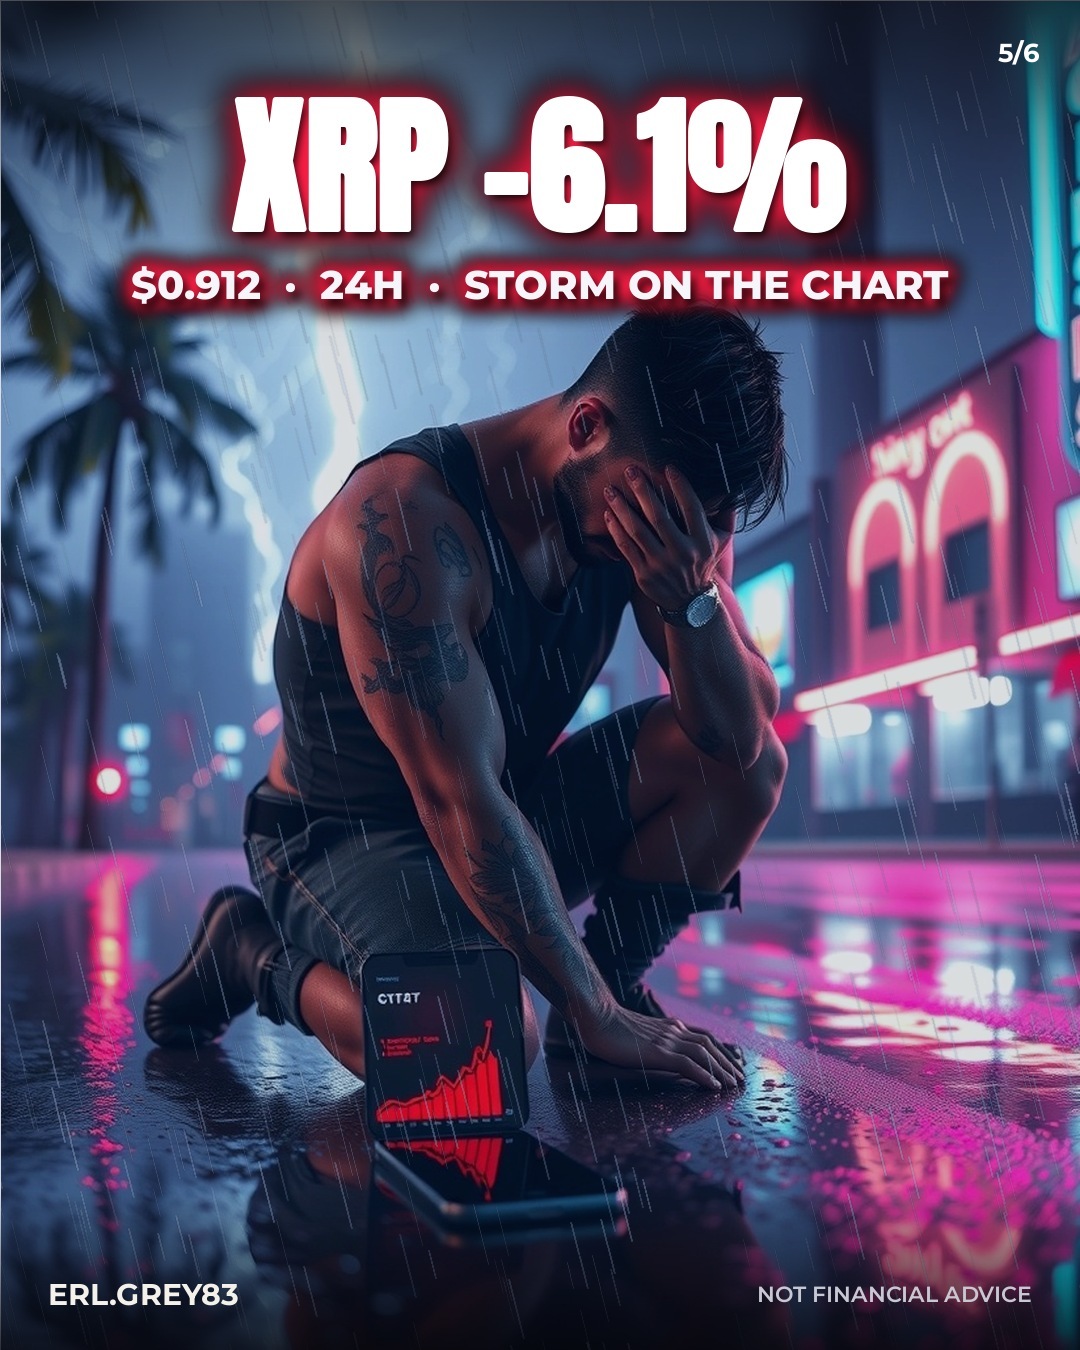 5/6
XRP -6.1%
$0.912 · 24H · STORM ON THE CHART
ERL.GREY83
NOT FINANCIAL ADVICE